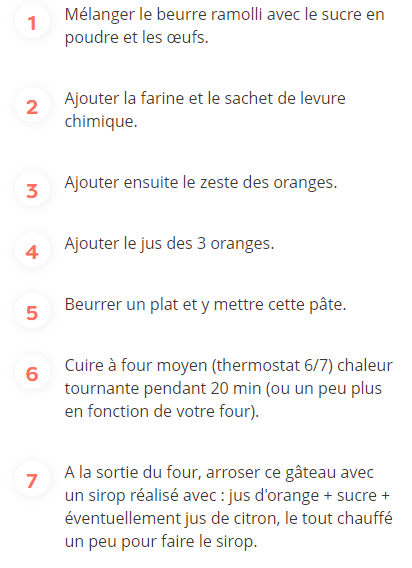 1
Mélanger le beurre ramolli avec le sucre en
poudre et les œufs.
2
Ajouter la farine et le sachet de levure
chimique.
3
Ajouter ensuite le zeste des oranges.
4
Ajouter le jus des 3 oranges.
5
Beurrer un plat et y mettre cette pâte.
6
Cuire à four moyen (thermostat 6/7) chaleur
tournante pendant 20 min (ou un peu plus
en fonction de votre four).
7
A la sortie du four, arroser ce gâteau avec
un sirop réalisé avec : jus d'orange + sucre +
éventuellement jus de citron, le tout chauffé
un peu pour faire le sirop.